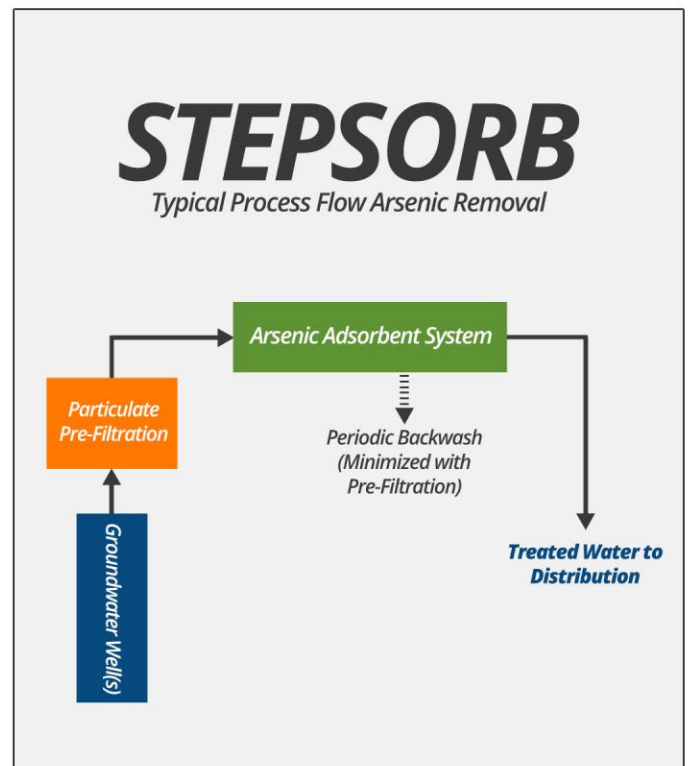 STEPSORB
Typical Process Flow Arsenic Removal
Arsenic Adsorbent System
Particulate
Pre-Filtration
Periodic Backwash
(Minimized with
Pre-Filtration)
Groundwater Well(s)
Treated Water to
Distribution